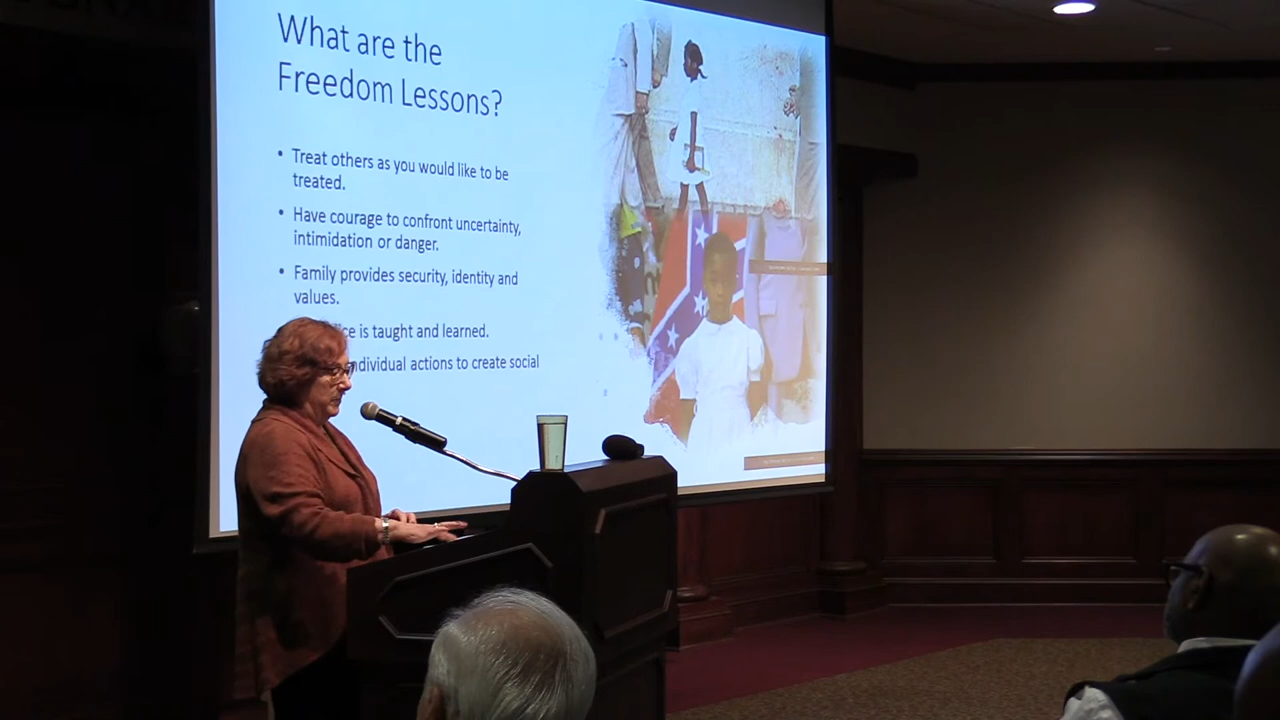 What are the
Freedom Lessons?
• Treat others as you would like to be
treated.
• Have courage to confront uncertainty,
intimidation or danger.
• Family provides security, identity and
values.
is taught and learned.
individual actions to create social